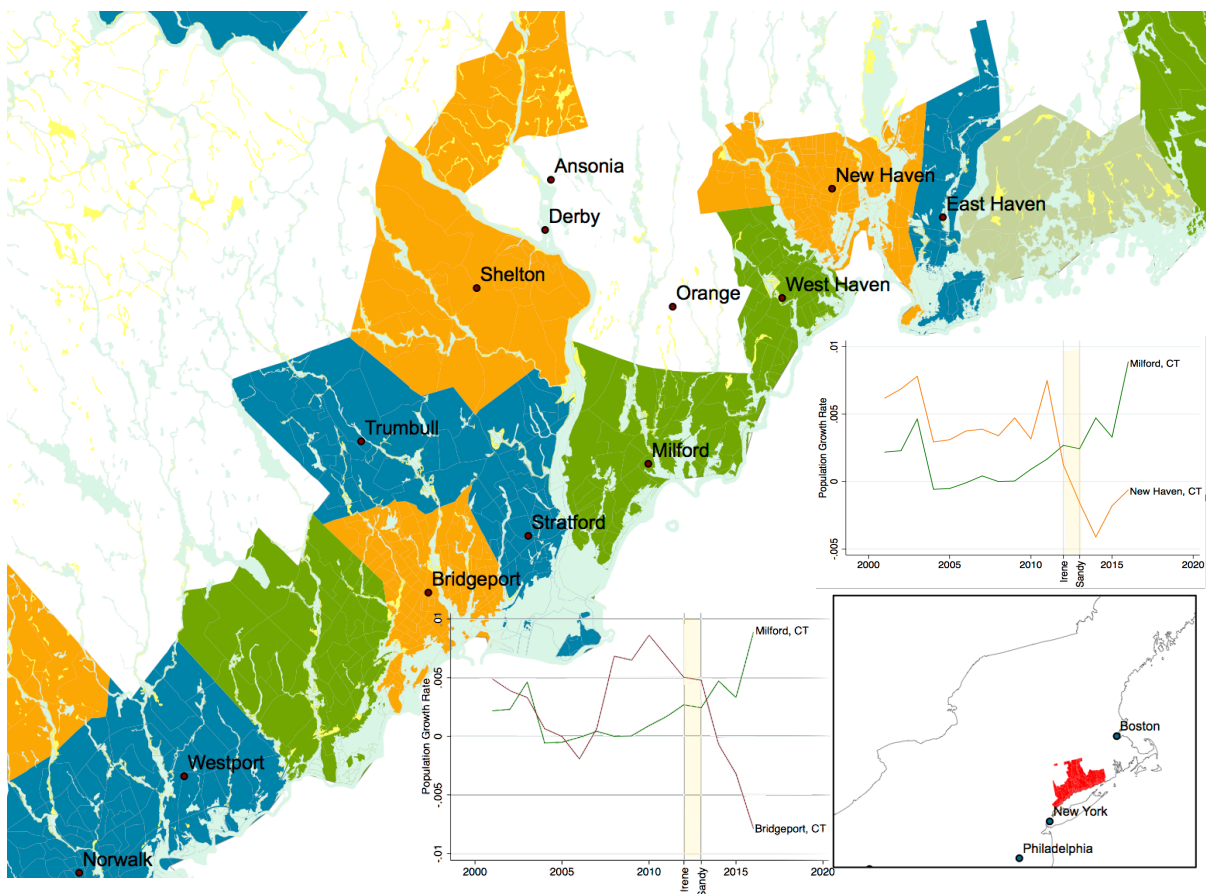 Ansonia
New Haven
Derby
East Haven
Shelton
Orange
West Haven
Trumbull
Milford
Stratford
Bridgeport
Westport
Norwalk
.01
.005
0
-.005
Population Growth Rate
Milford, CT
New Haven, CT
2000
2005
2010
2015
2020
Irene
Sandy
.01
.005
0
-.005
-.01
Population Growth Rate
Milford, CT
Bridgeport, CT
2000
2005
2010
2015
2020
Irene
Sandy
Boston
New York
Philadelphia